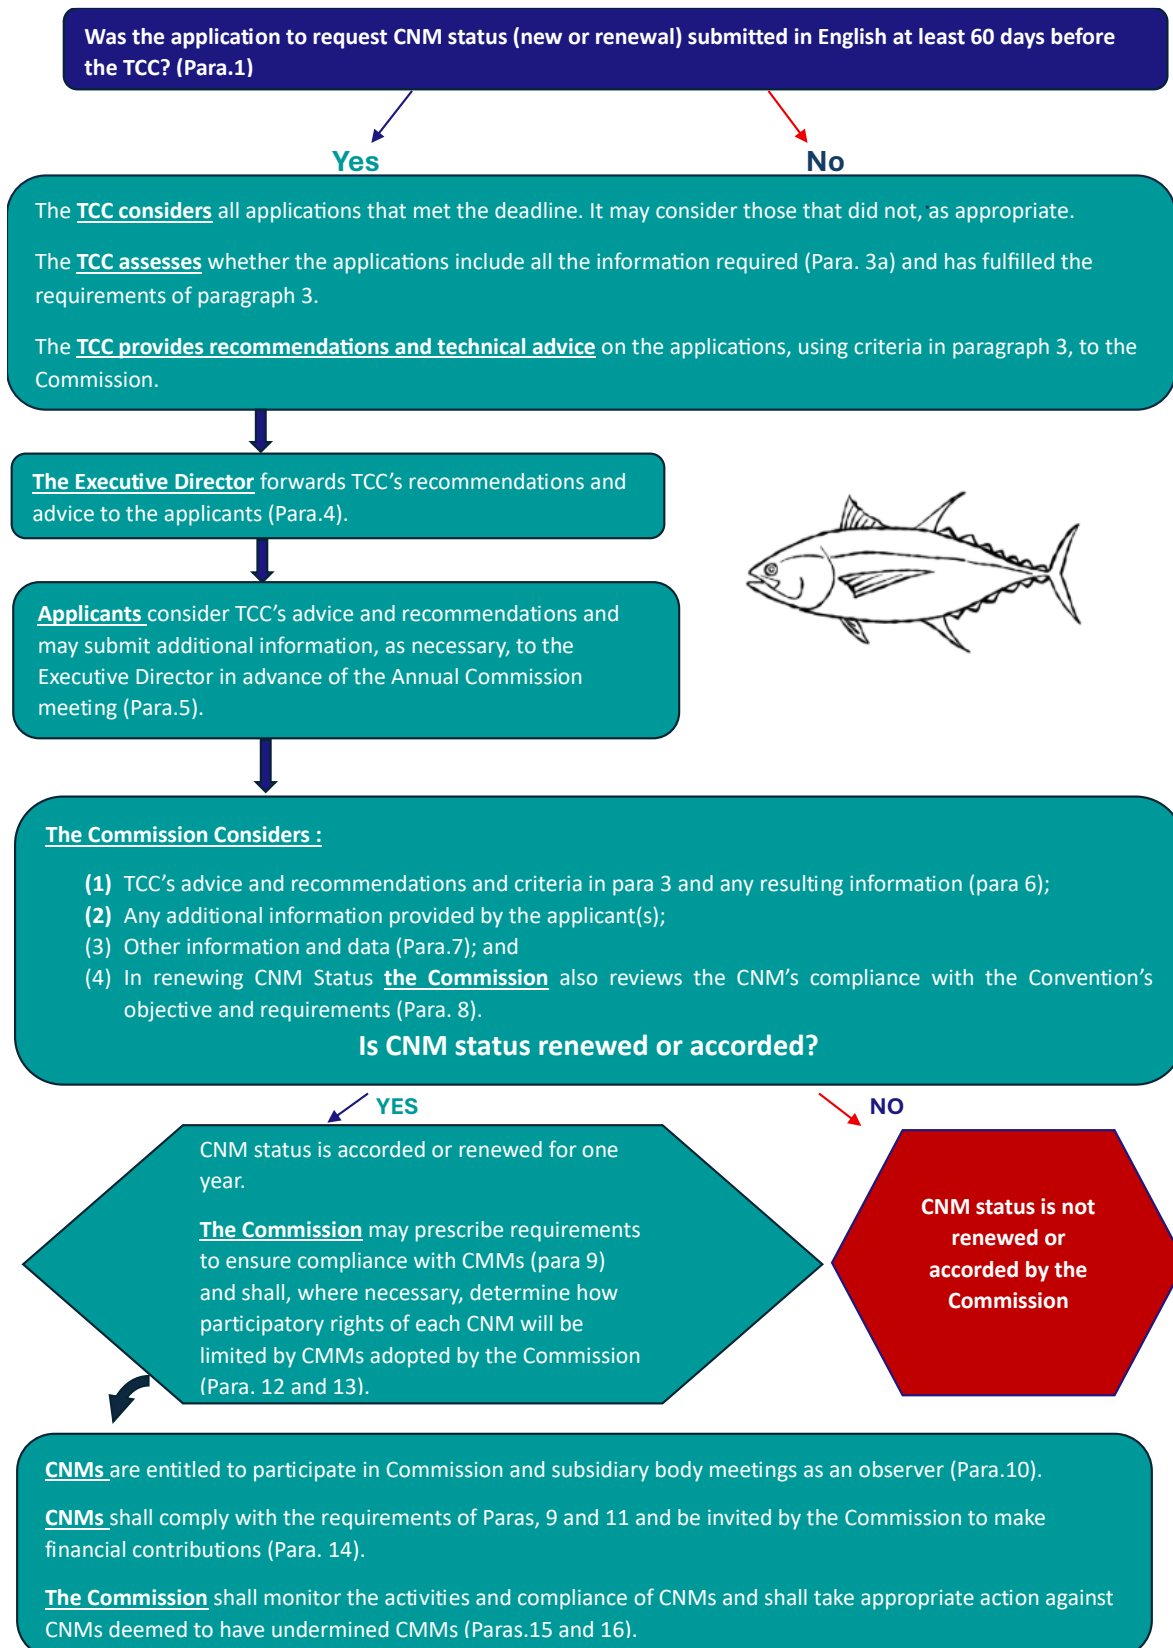 Was the application to request CNM status (new or renewal) submitted in English at least 60 days before
the TCC? (Para.1)
Yes
No
The TCC considers all applications that met the deadline. It may consider those that did not, as appropriate.
The TCC assesses whether the applications include all the information required (Para. 3a) and has fulfilled the
requirements of paragraph 3.
The TCC provides recommendations and technical advice on the applications, using criteria in paragraph 3, to the
Commission.
The Executive Director forwards TCC's recommendations and
advice to the applicants (Para.4).
Applicants consider TCC's advice and recommendations and
may submit additional information, as necessary, to the
Executive Director in advance of the Annual Commission
meeting (Para.5).
The Commission Considers :
(1) TCC's advice and recommendations and criteria in para 3 and any resulting information (para 6);
(2) Any additional information provided by the applicant(s);
(3) Other information and data (Para.7); and
(4) In renewing CNM Status the Commission also reviews the CNM's compliance with the Convention's
objective and requirements (Para. 8).
Is CNM status renewed or accorded?
YES
NO
CNM status is accorded or renewed for one
year.
The Commission may prescribe requirements
to ensure compliance with CMMs (para 9)
and shall, where necessary, determine how
participatory rights of each CNM will be
limited by CMMs adopted by the Commission
(Para. 12 and 13).
CNM status is not
renewed or
accorded by the
Commission
CNMs are entitled to participate in Commission and subsidiary body meetings as an observer (Para.10).
CNMs shall comply with the requirements of Paras, 9 and 11 and be invited by the Commission to make
financial contributions (Para. 14).
The Commission shall monitor the activities and compliance of CNMs and shall take appropriate action against
CNMs deemed to have undermined CMMs (Paras.15 and 16).